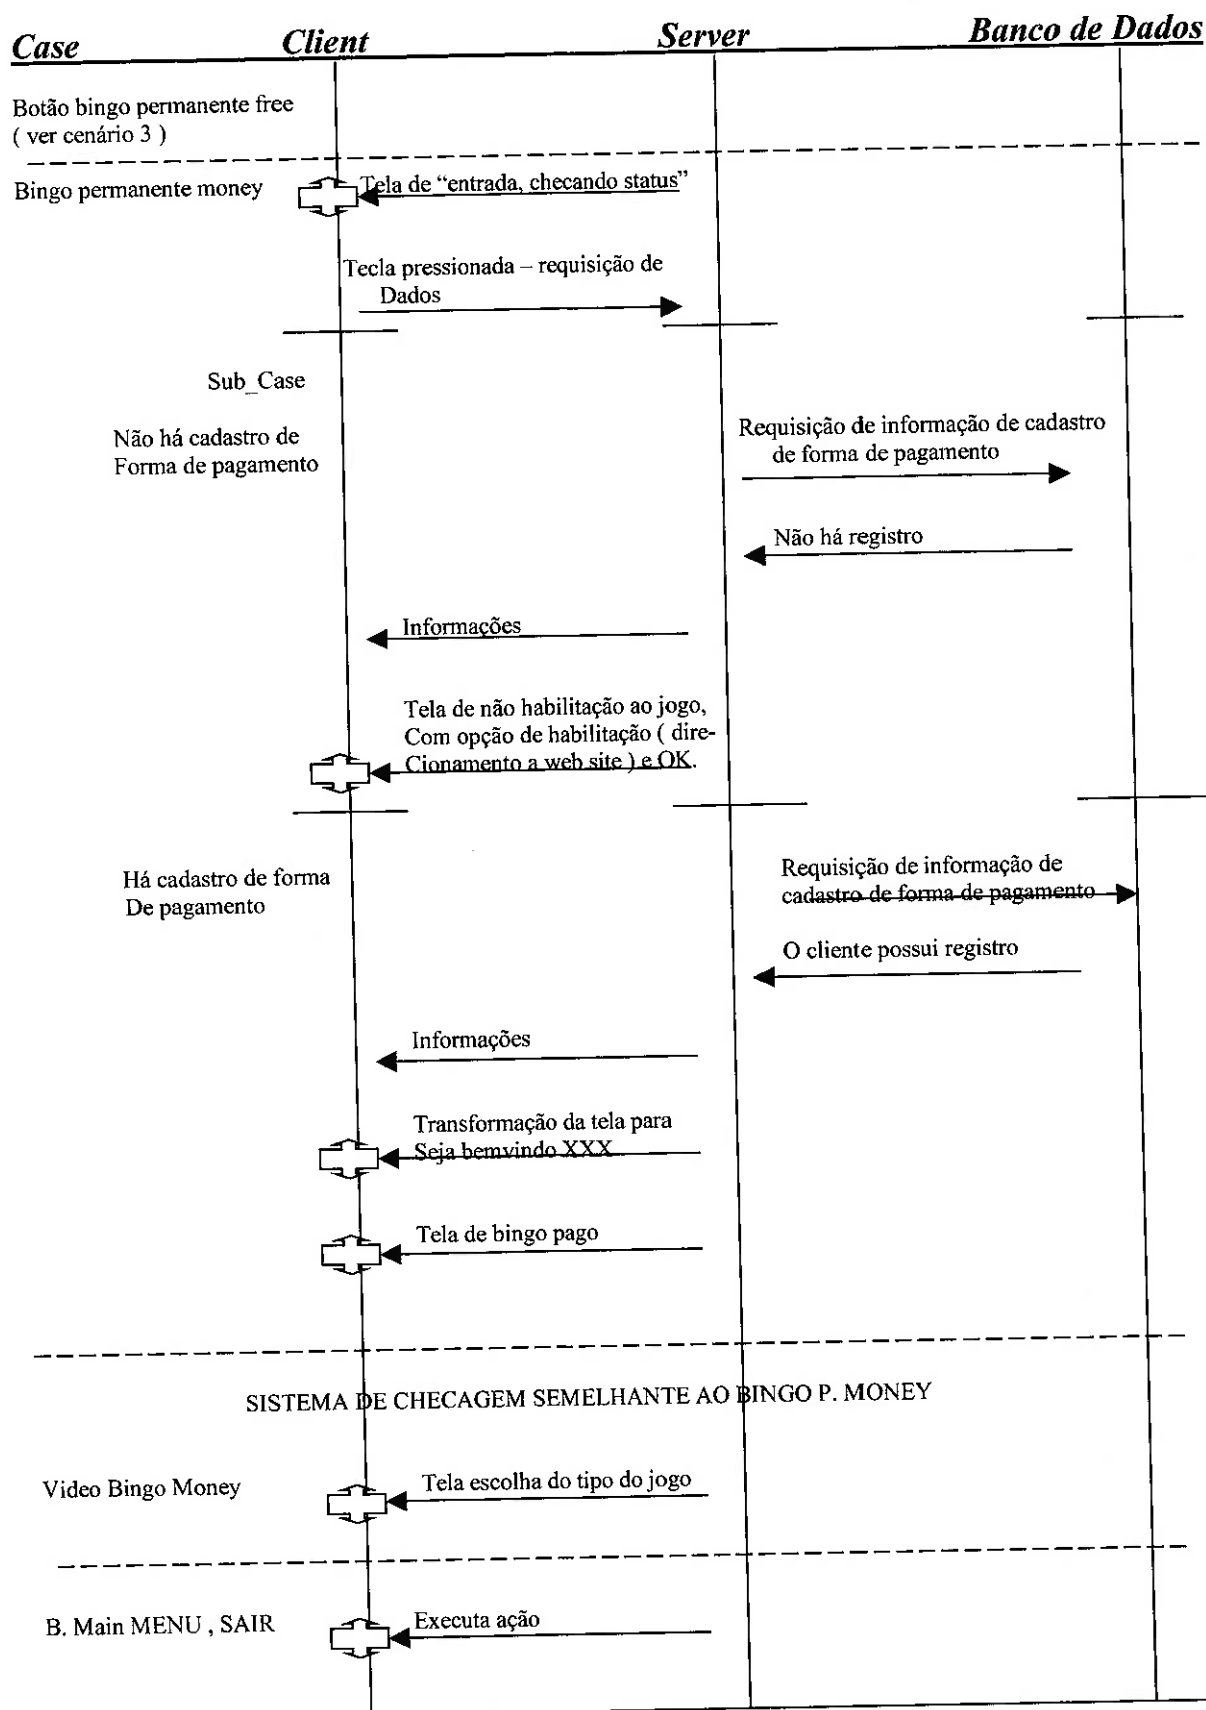 Case Client Server Banco de Dados
Botão bingo permanente free
( ver cenário 3 )
Bingo permanente money
Tela de “entrada, checando status”
Tecla pressionada – requisição de
Dados
Sub_Case
Não há cadastro de
Forma de pagamento
Requisição de informação de cadastro
de forma de pagamento
Não há registro
Informações
Tela de não habilitação ao jogo,
Com opção de habilitação ( dire-
Cionamento a web site ) e OK.
Há cadastro de forma
De pagamento
Requisição de informação de
cadastro de forma de pagamento
O cliente possui registro
Informações
Transformação da tela para
Seja bemvindo XXX
Tela de bingo pago
SISTEMA DE CHECAGEM SEMELHANTE AO BINGO P. MONEY
Video Bingo Money
Tela escolha do tipo do jogo
B. Main MENU , SAIR
Executa ação